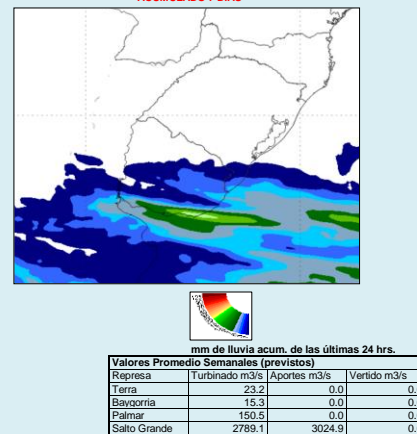 mm de lluvia acum. de las últimas 24 hrs.
Valores Promedio Semanales (previstos)
Represa Turbinado m3/s Aportes m3/s Vertido m3/s
Terra 23.2 0.0
Baygorria 15.3 0.0
Palmar 150.5 0.0
Salto Grande 2789.1 3024.9